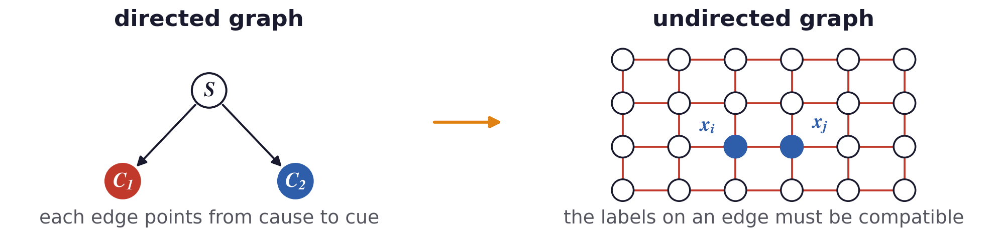 directed graph
undirected graph
S
C₁
C₂
xᵢ
xⱼ
each edge points from cause to cue
the labels on an edge must be compatible